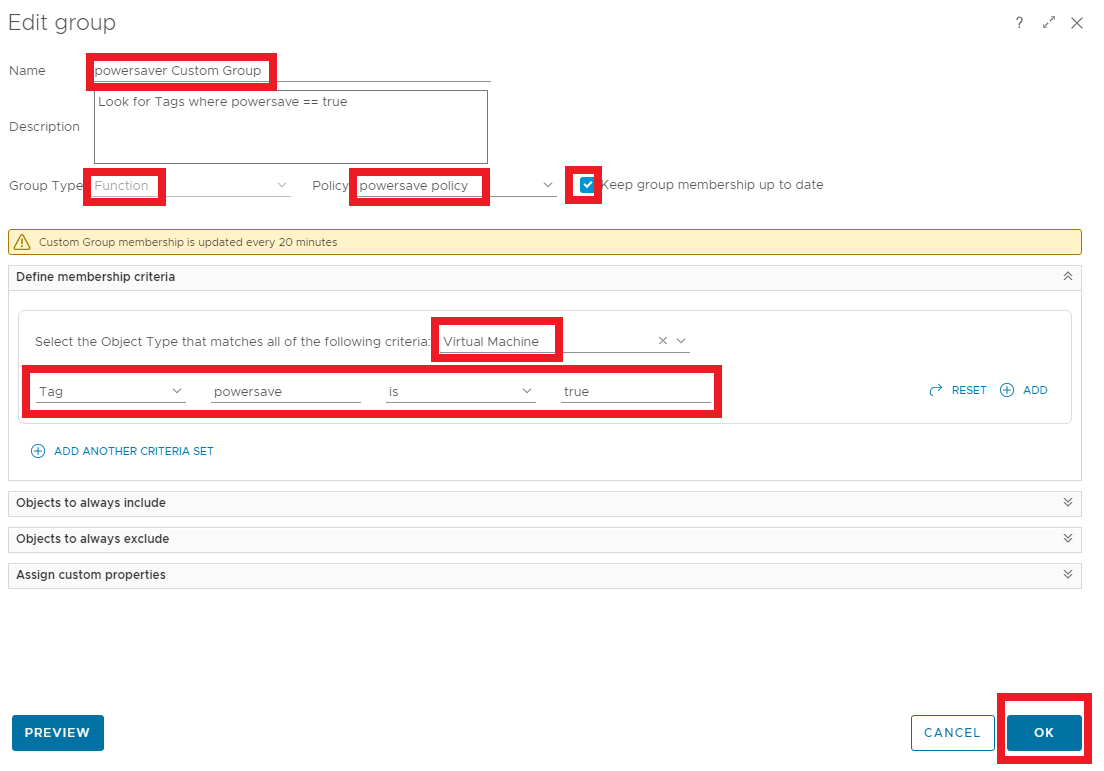 Edit group
?
Name powersaver Custom Group
Description Look for Tags where powersave == true
Group Type Function Policy powersave policy Keep group membership up to date
Custom Group membership is updated every 20 minutes
Define membership criteria
Select the Object Type that matches all of the following criteria: Virtual Machine
Tag powersave is true RESET ADD
ADD ANOTHER CRITERIA SET
Objects to always include
Objects to always exclude
Assign custom properties
PREVIEW CANCEL OK